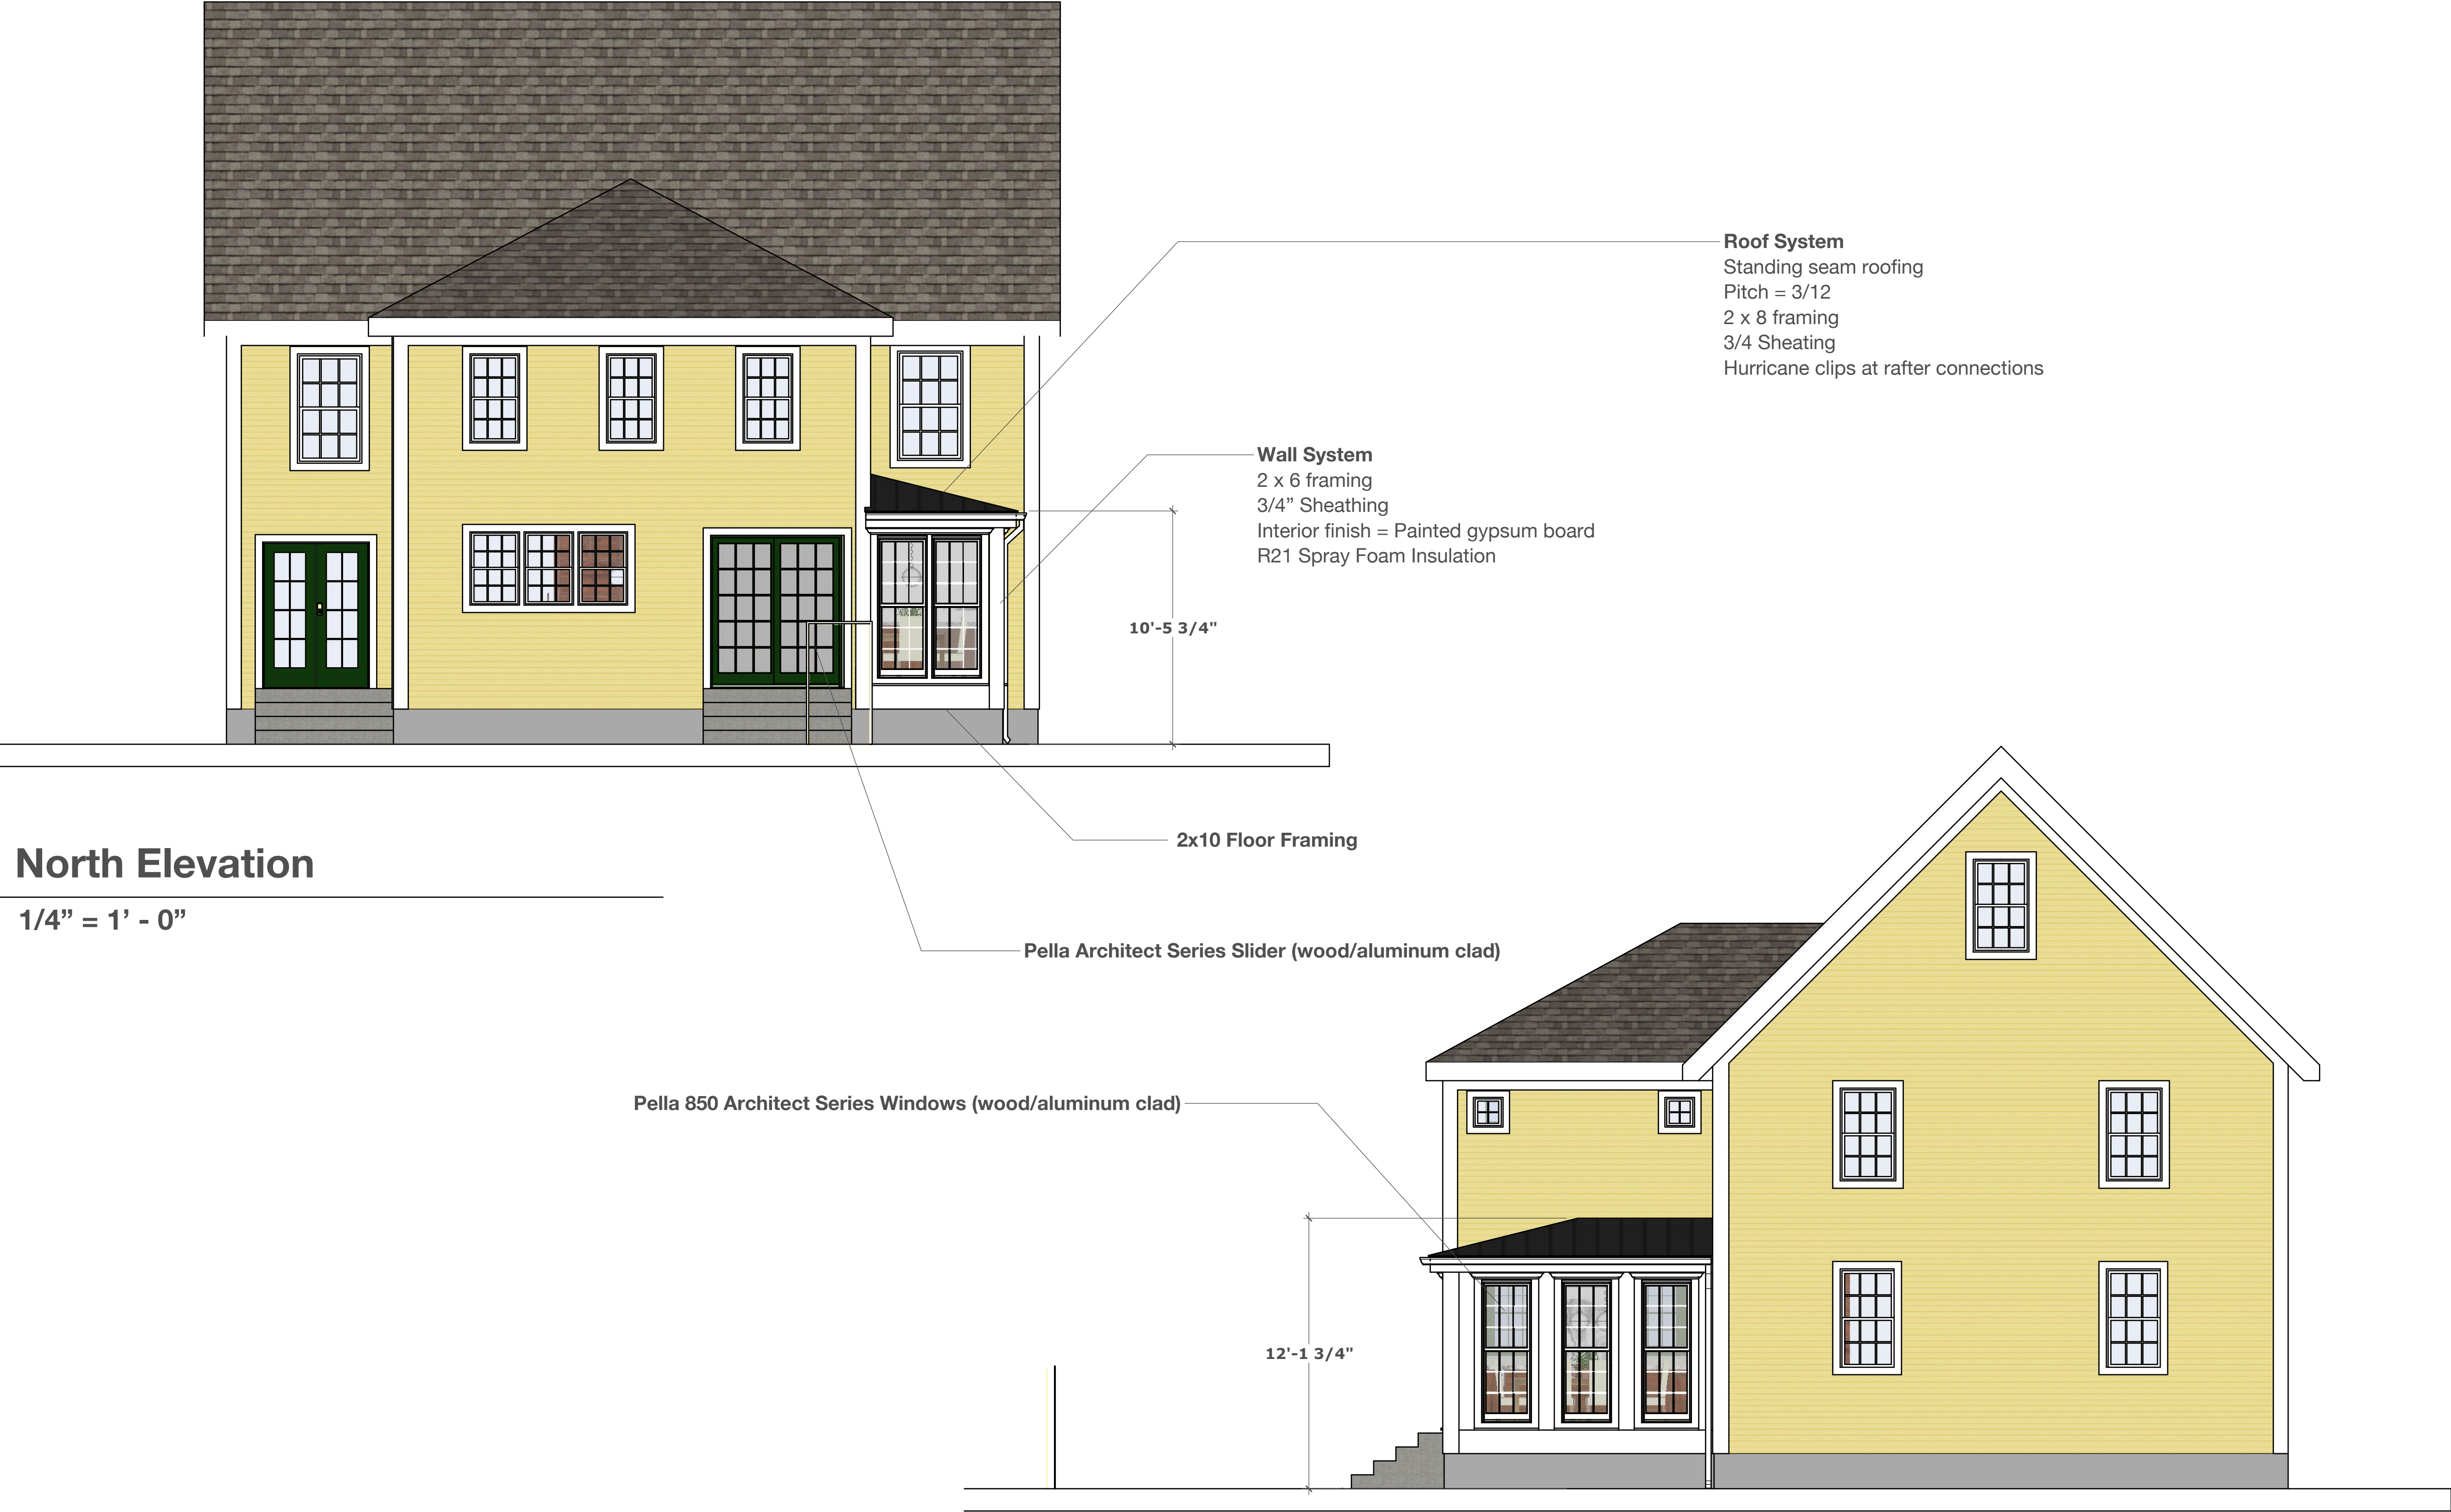 Roof System
Standing seam roofing
Pitch = 3/12
2 x 8 framing
3/4 Sheating
Hurricane clips at rafter connections
Wall System
2 x 6 framing
3/4” Sheathing
Interior finish = Painted gypsum board
R21 Spray Foam Insulation
10'-5 3/4"
2x10 Floor Framing
North Elevation
1/4” = 1’ - 0”
Pella Architect Series Slider (wood/aluminum clad)
Pella 850 Architect Series Windows (wood/aluminum clad)
12'-1 3/4"